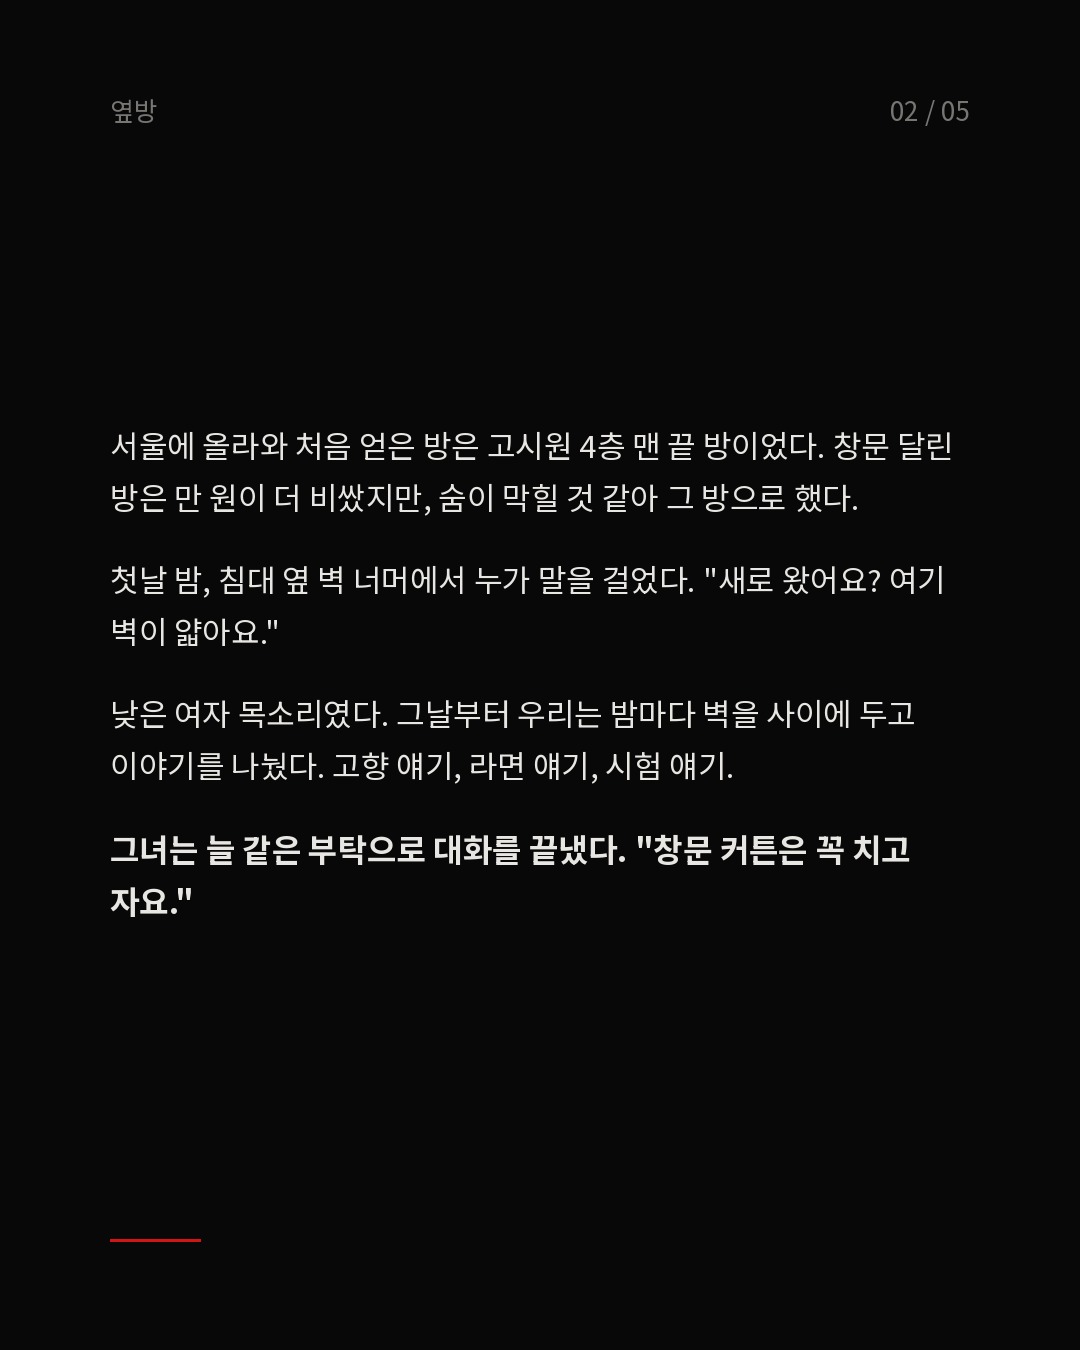 옆방
02 / 05
서울에 올라와 처음 얻은 방은 고시원 4층 맨 끝 방이었다. 창문 달린
방은 만 원이 더 비쌌지만, 숨이 막힐 것 같아 그 방으로 했다.
첫날 밤, 침대 옆 벽 너머에서 누가 말을 걸었다. "새로 왔어요? 여기
벽이 얇아요."
낮은 여자 목소리였다. 그날부터 우리는 밤마다 벽을 사이에 두고
이야기를 나눴다. 고향 얘기, 라면 얘기, 시험 얘기.
그녀는 늘 같은 부탁으로 대화를 끝냈다. "창문 커튼은 꼭 치고
자요."